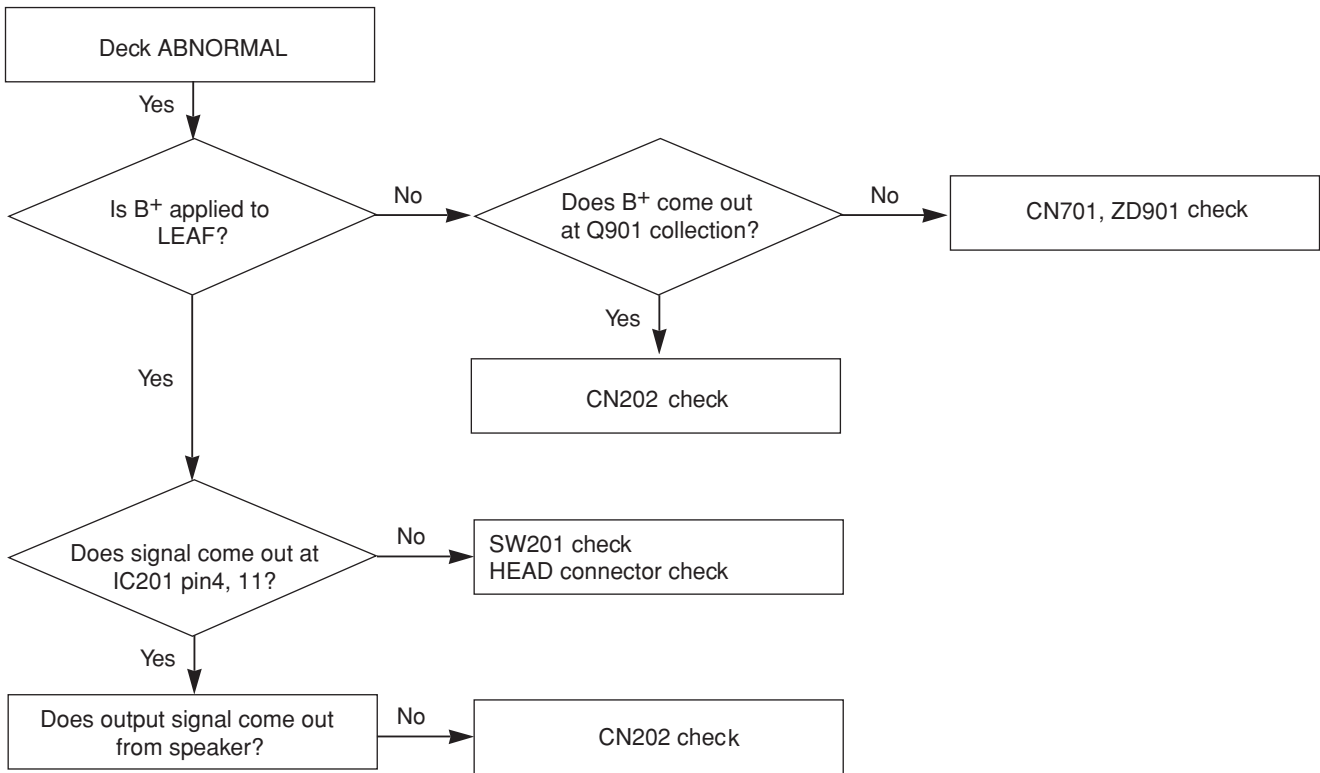 Deck ABNORMAL
Yes
Is B+ applied to
LEAF?
No
Does B+ come out
at Q901 collection?
No
CN701, ZD901 check
Yes
CN202 check
Yes
Does signal come out at
IC201 pin4, 11?
No
SW201 check
HEAD connector check
Yes
Does output signal come out
from speaker?
No
CN202 check